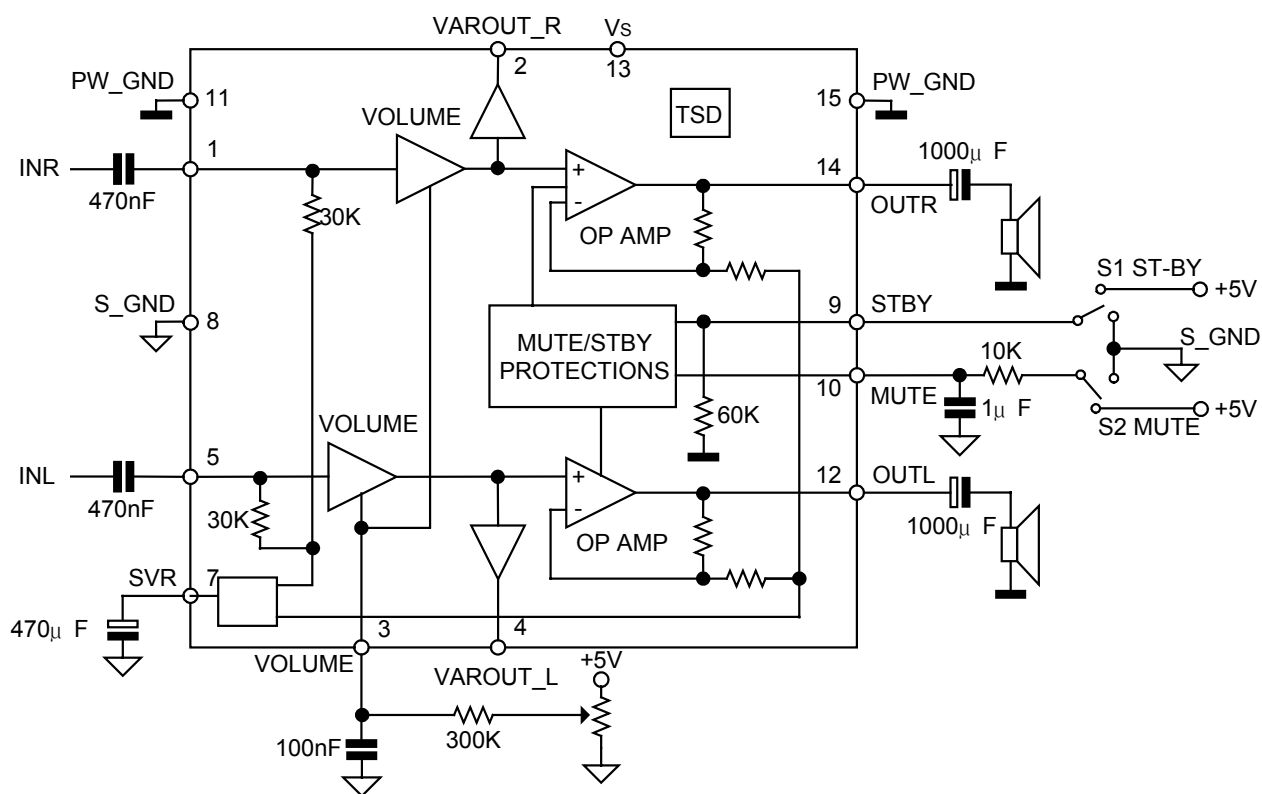 VAROUT_R
Vs
2
13
PW_GND
11
VOLUME
TSD
15
PW_GND
INR
1
470nF
30K
+
-
OP AMP
14
OUTR
1000μ F
S1 ST-BY
+5V
S_GND
8
MUTE/STBY
PROTECTIONS
9
STBY
S_GND
10K
10
MUTE
1μ F
+5V
S2 MUTE
60K
VOLUME
INL
5
470nF
30K
+
-
OP AMP
12
OUTL
1000μ F
SVR
7
470μ F
3
4
VOLUME
VAROUT_L
+5V
300K
100nF